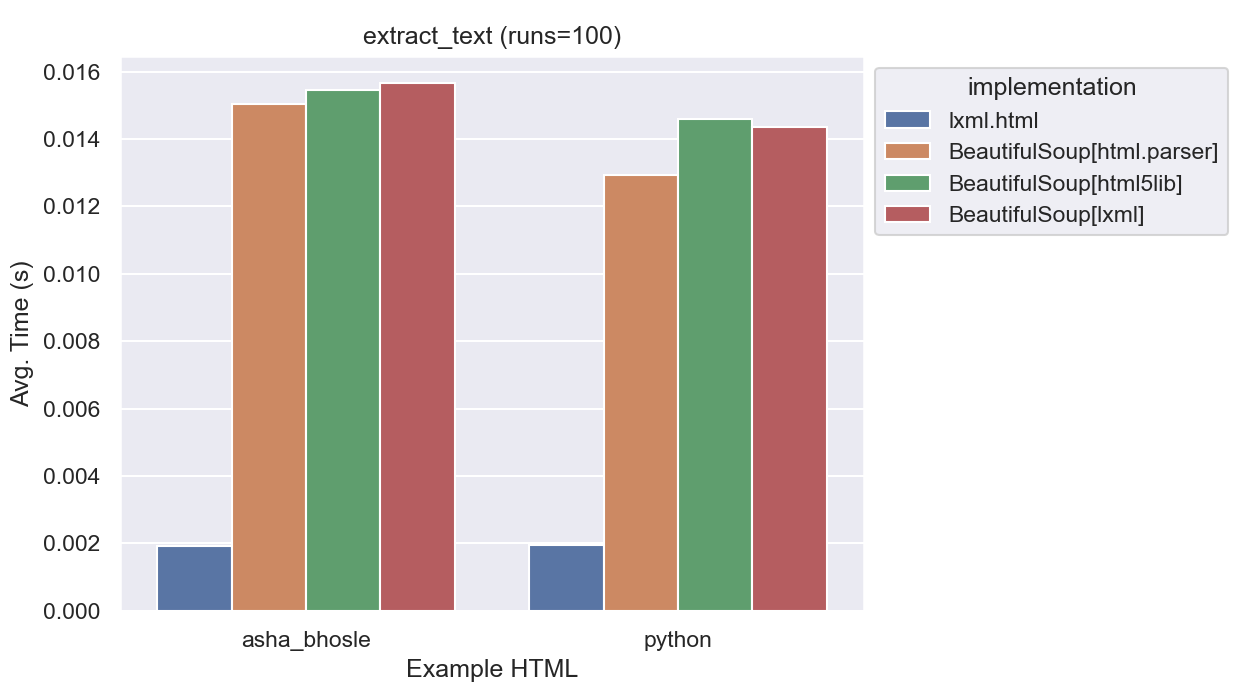 extract_text (runs=100)
0.016
0.014
0.012
0.010
0.008
0.006
0.004
0.002
0.000
Avg. Time (s)
asha_bhosle
python
Example HTML
implementation
lxml.html
BeautifulSoup[html.parser]
BeautifulSoup[html5lib]
BeautifulSoup[lxml]